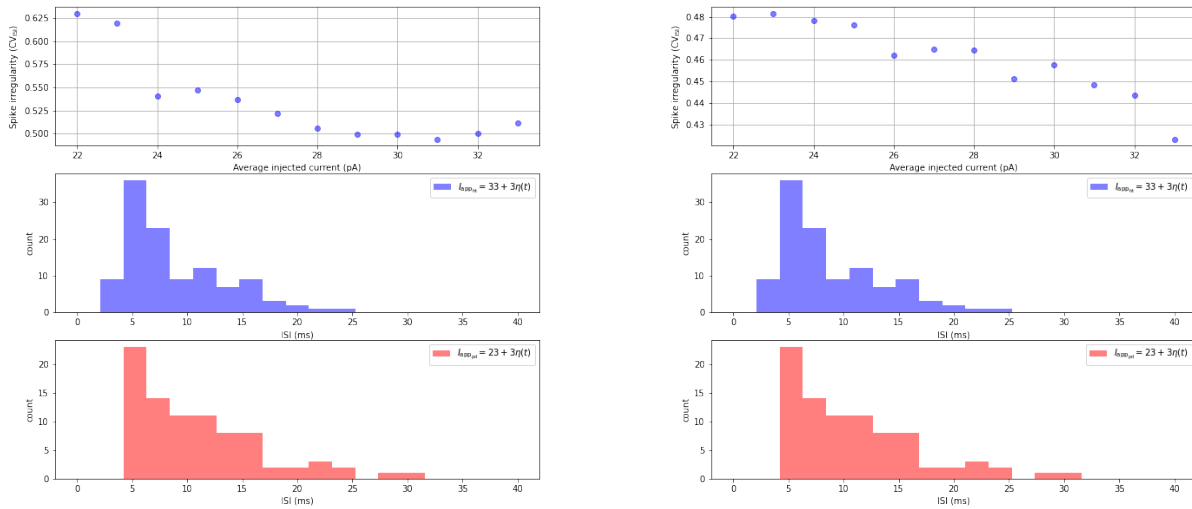 0.625
0.600
0.575
0.550
0.525
0.500
Spike irregularity (CV_ISI)
22 24 26 28 30 32
Average injected current (pA)
30
20
10
0
count
I_app_fa = 33 + 3η(t)
0 5 10 15 20 25 30 35 40
ISI (ms)
20
15
10
5
0
count
I_app_pd = 23 + 3η(t)
0 5 10 15 20 25 30 35 40
ISI (ms)
0.48
0.47
0.46
0.45
0.44
0.43
Spike irregularity (CV_ISI)
22 24 26 28 30 32
Average injected current (pA)
30
20
10
0
count
I_app = 33 + 3η(t)
0 5 10 15 20 25 30 35 40
ISI (ms)
20
15
10
5
0
count
I_app = 23 + 3η(t)
0 5 10 15 20 25 30 35 40
ISI (ms)